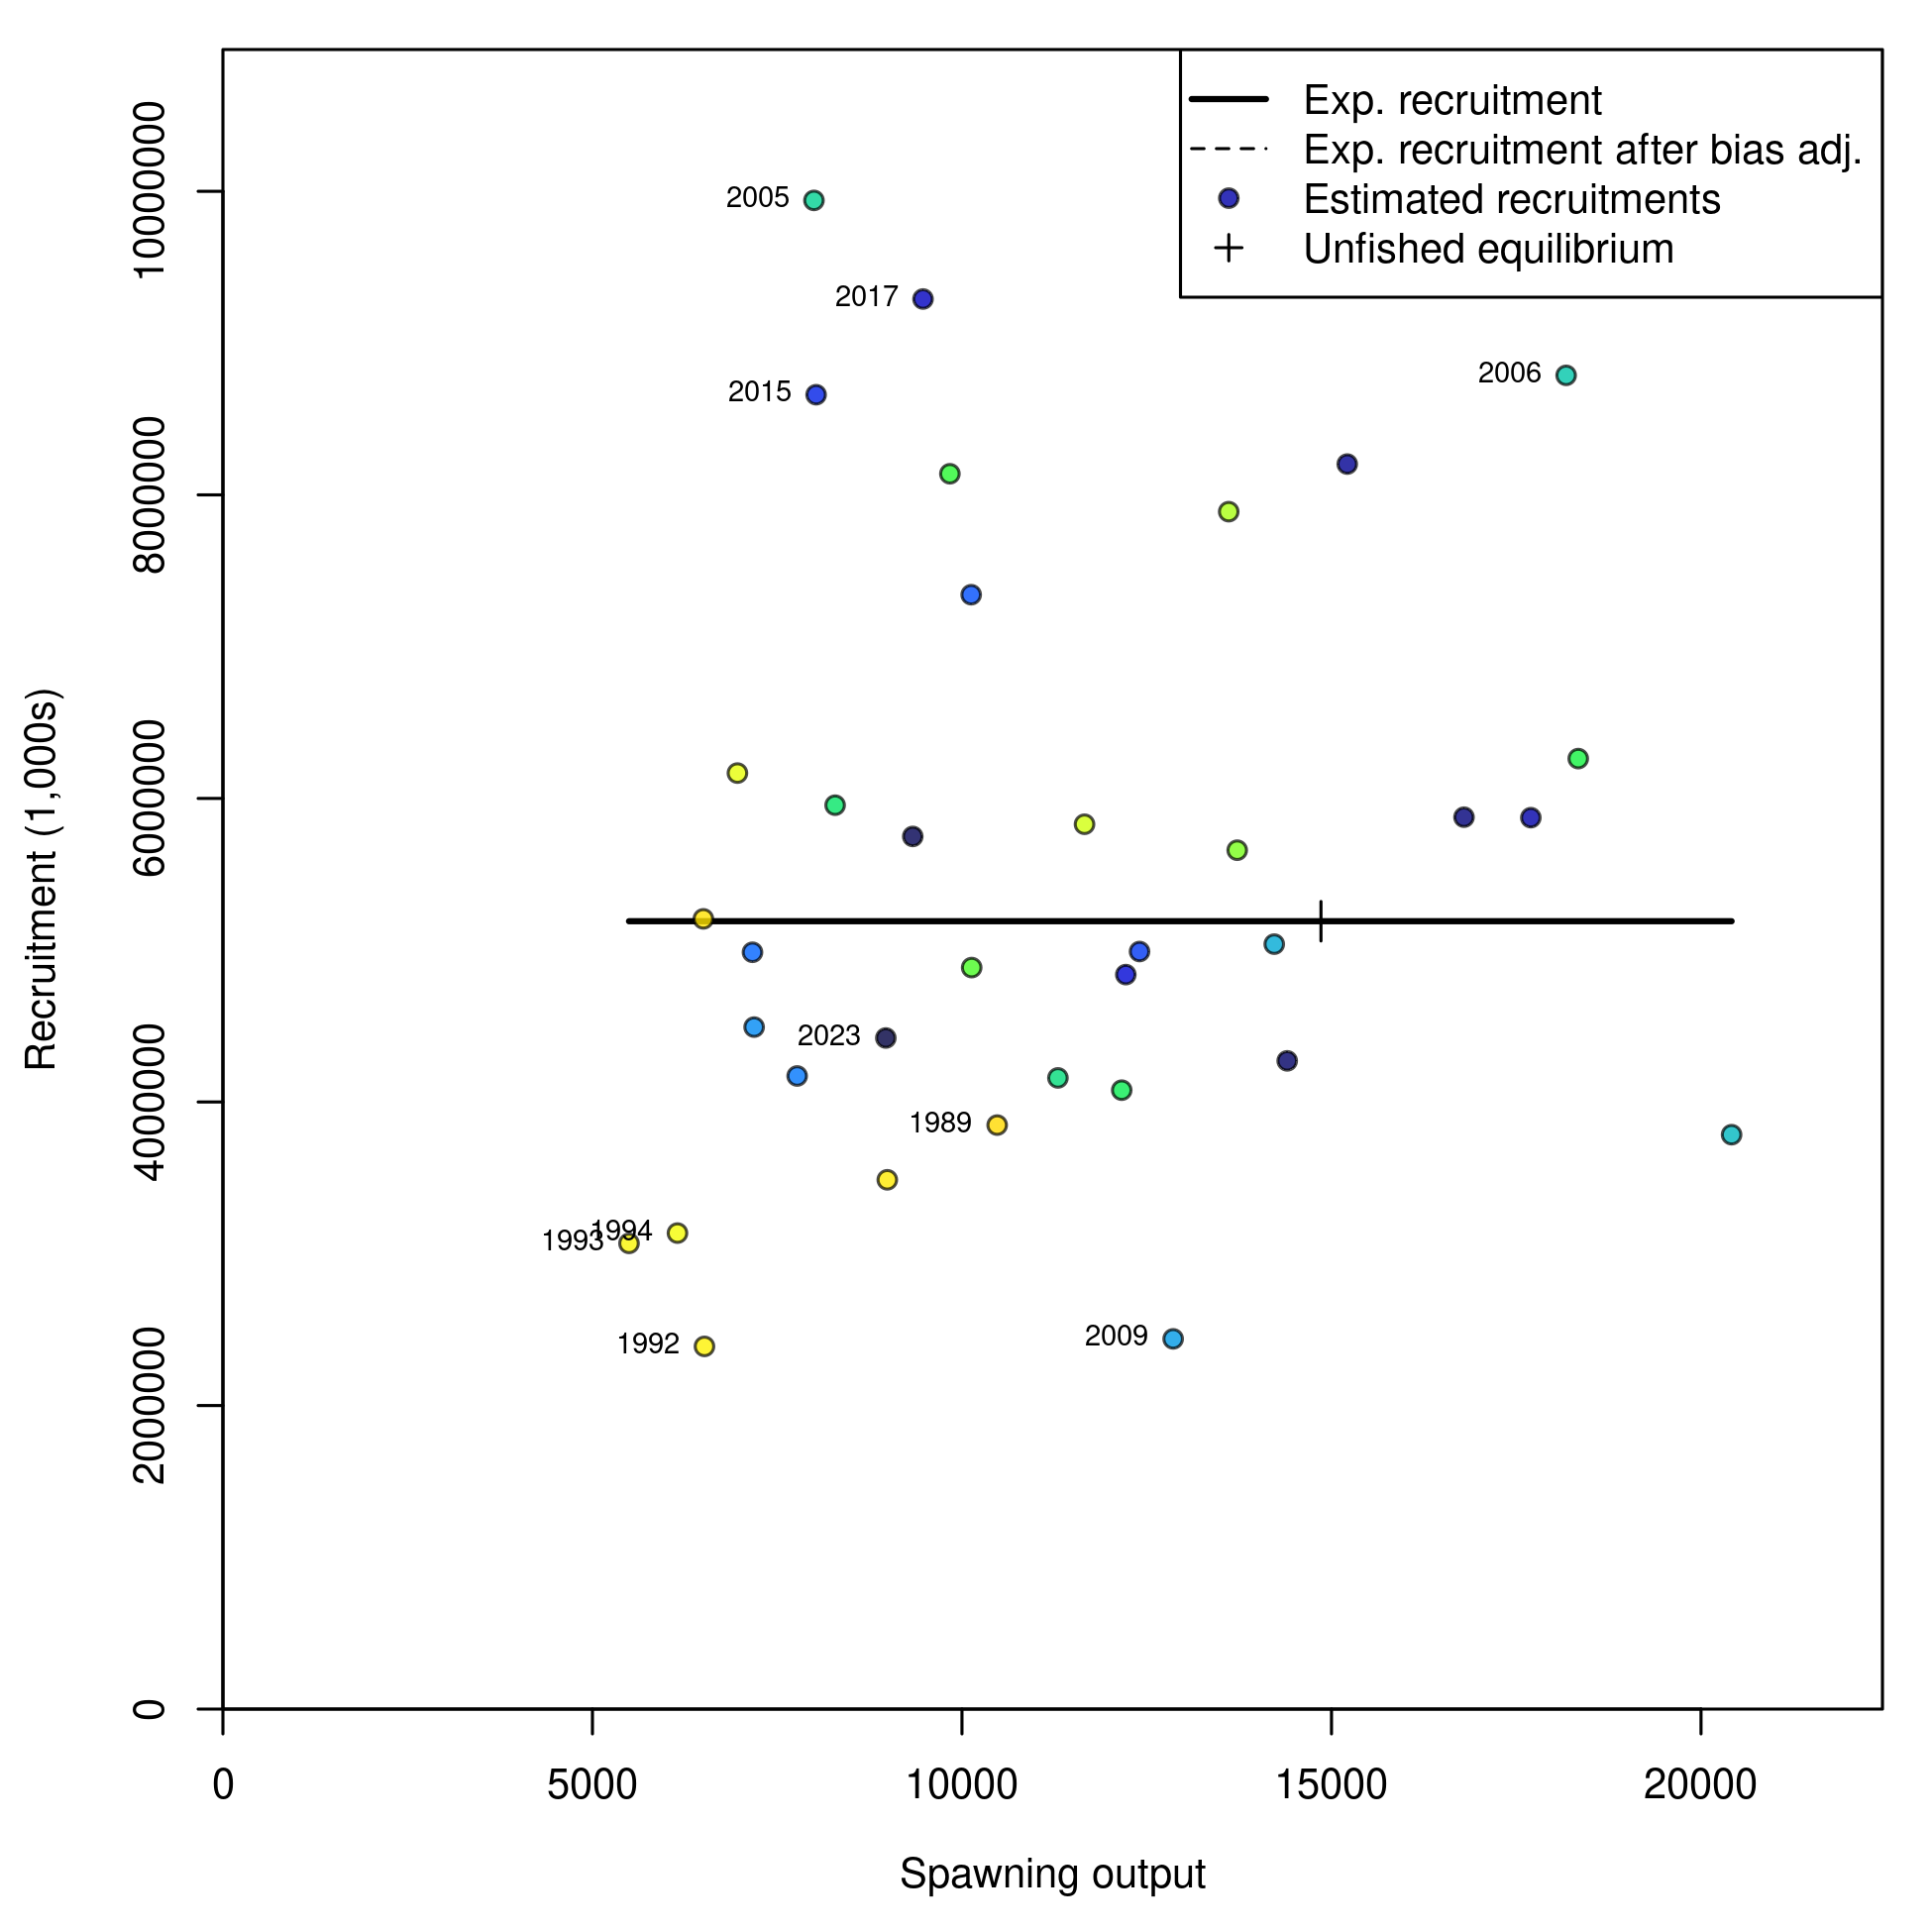 Exp. recruitment
Exp. recruitment after bias adj.
Estimated recruitments
Unfished equilibrium
2005
2017
2006
2015
2023
1989
1994
1993
2009
1992
Recruitment (1,000s)
10000000
8000000
6000000
4000000
2000000
0
0 5000 10000 15000 20000
Spawning output